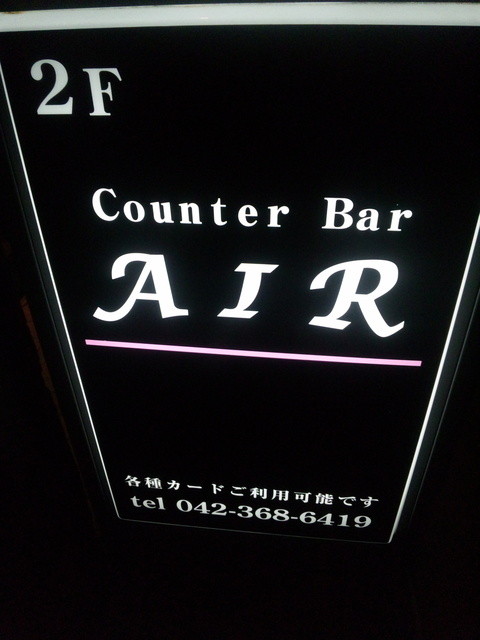 2F
Counter Bar
AIR
各種カードご利用可能です
tel 042-368-6419